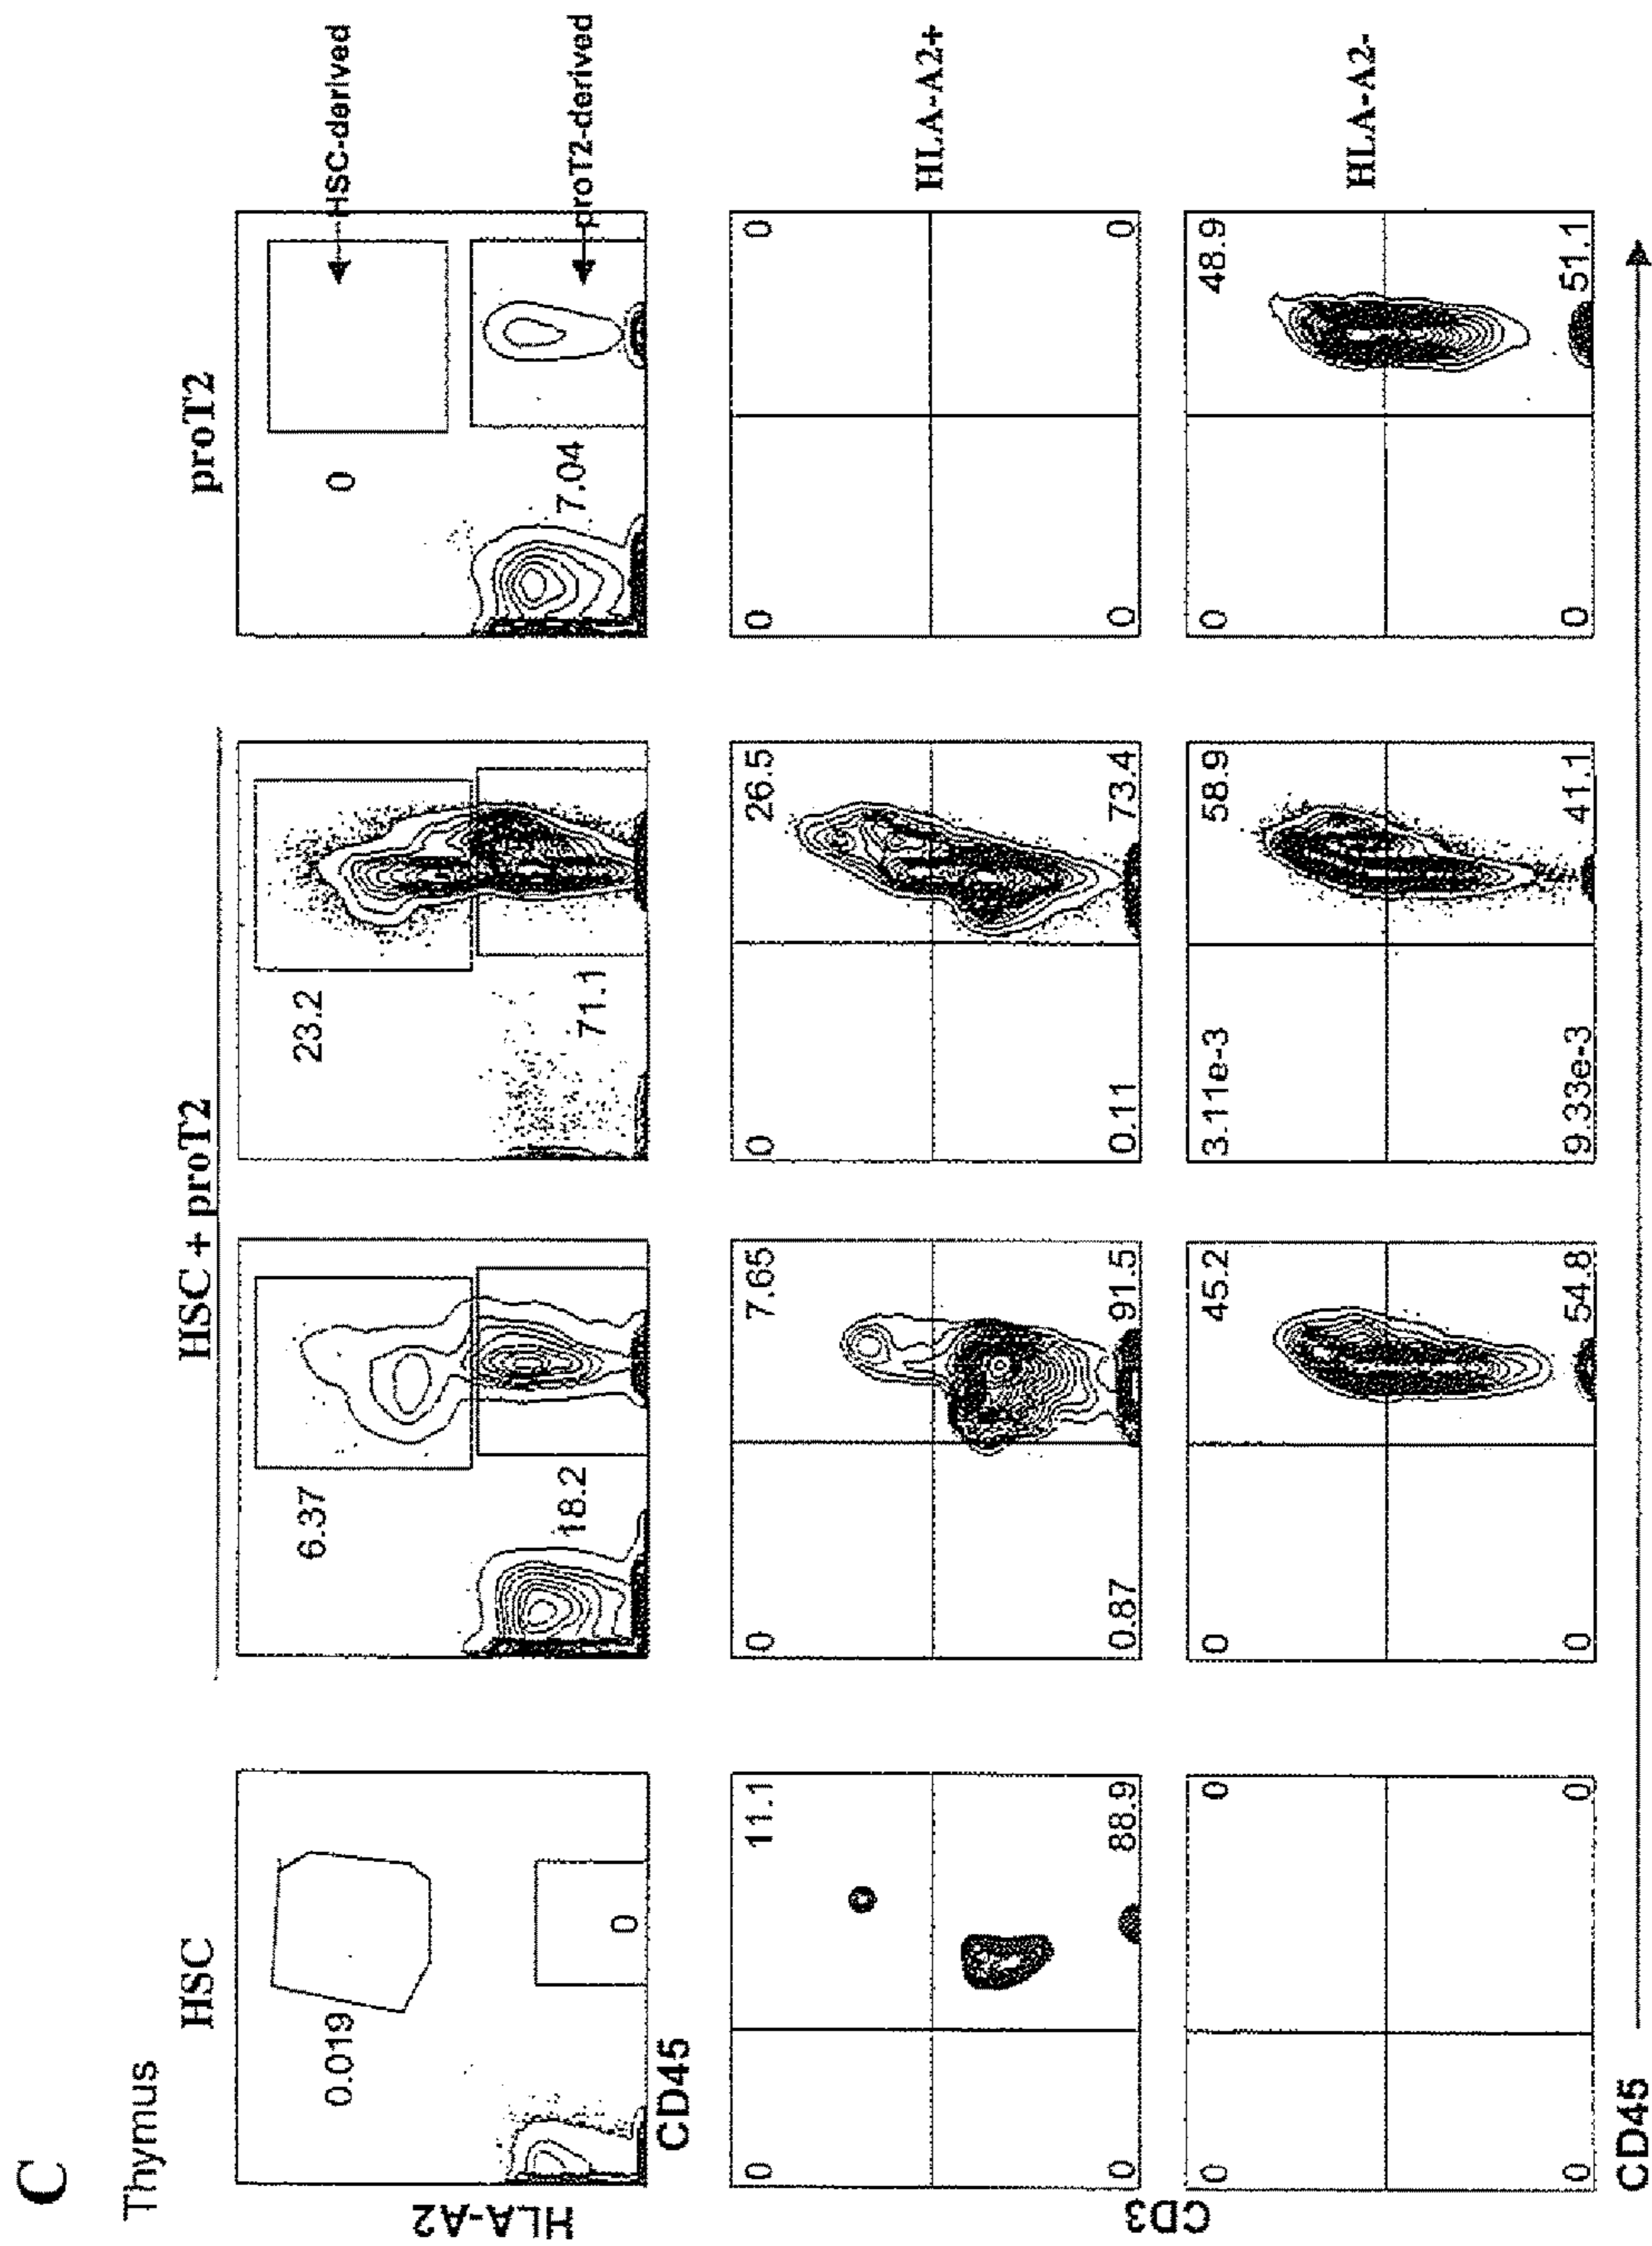 C
Thymus
HSC
HSC + proT2
proT2
0.019
0
6.37
18.2
23.2
71.1
0
7.04
HSC-derived
proT2-derived
HLA-A2
CD45
0
11.1
0
88.9
0
7.65
0.87
91.5
0
26.5
0.11
73.4
0
0
0
0
HLA-A2+
CD3
0
0
0
0
0
45.2
0
54.8
3.11e-3
58.9
9.33e-3
41.1
0
48.9
0
51.1
HLA-A2-
CD45